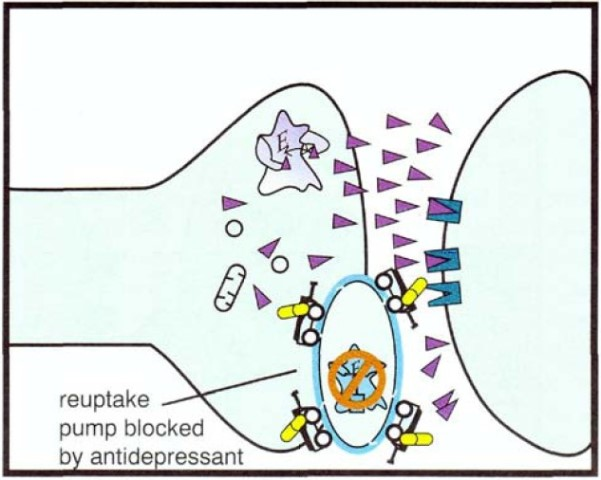 E
reuptake
pump blocked
by antidepressant